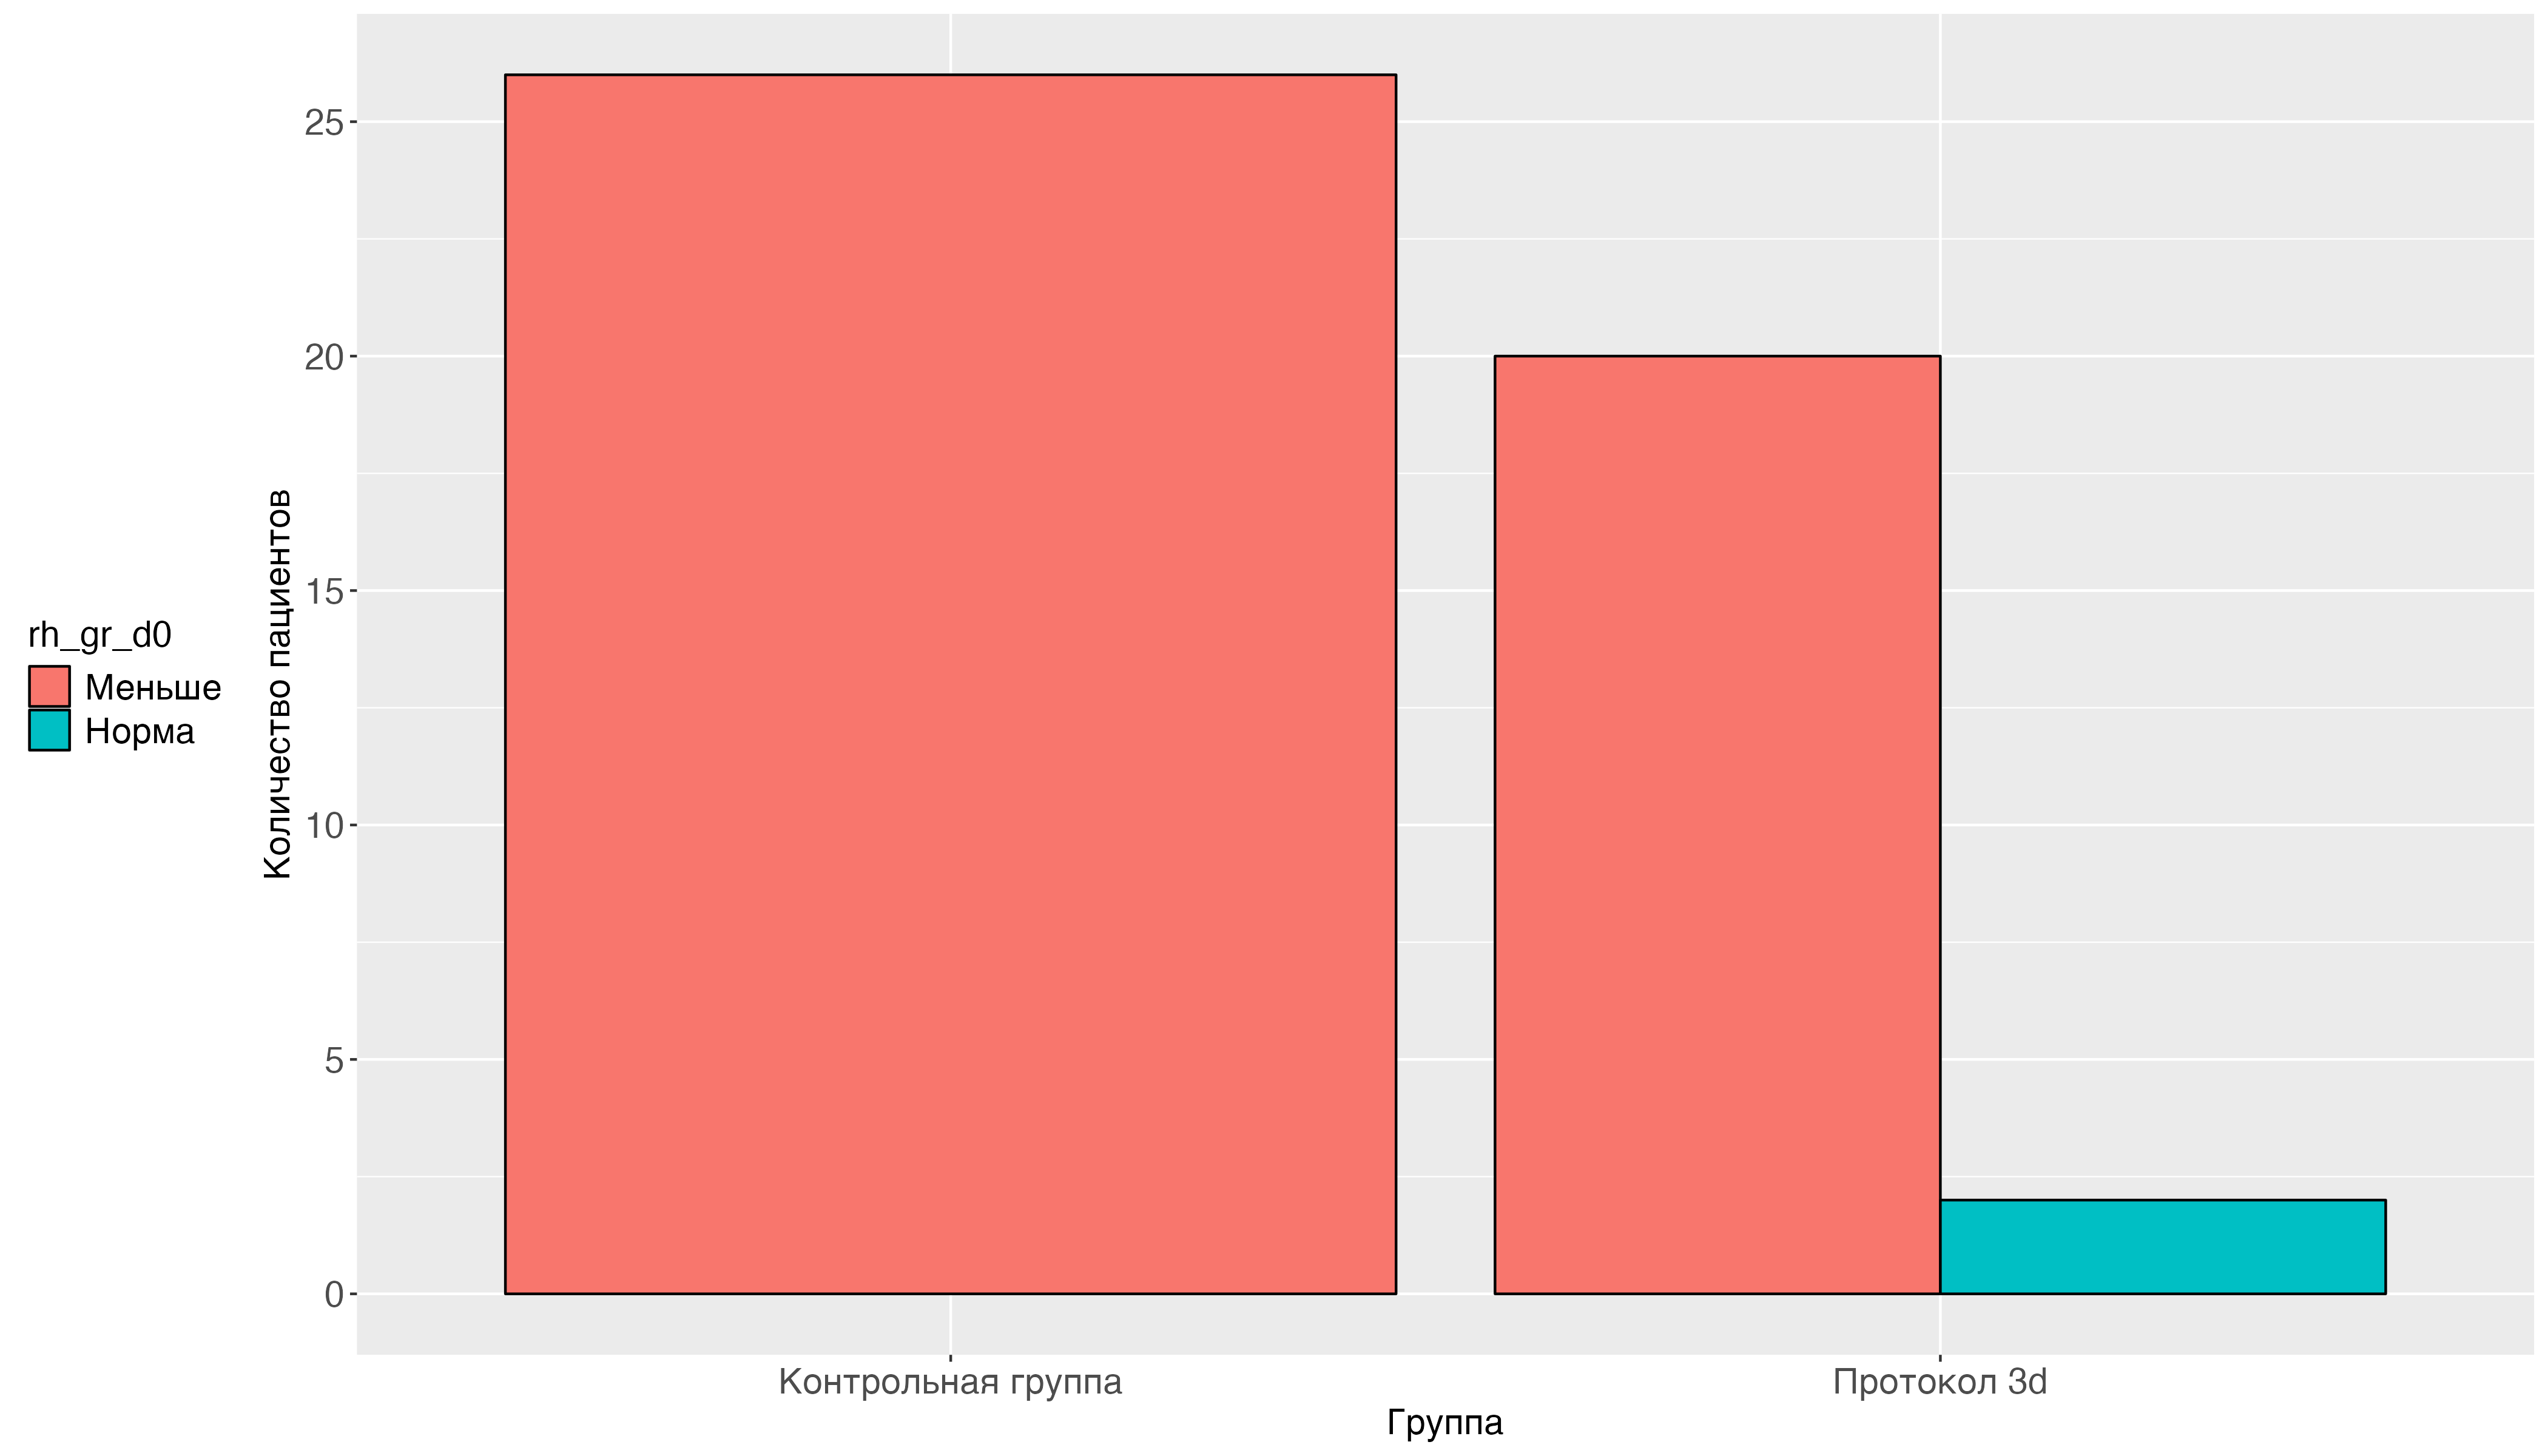 rh_gr_d0
Меньше
Норма
Количество пациентов
25
20
15
10
5
0
Контрольная группа
Протокол 3d
Группа